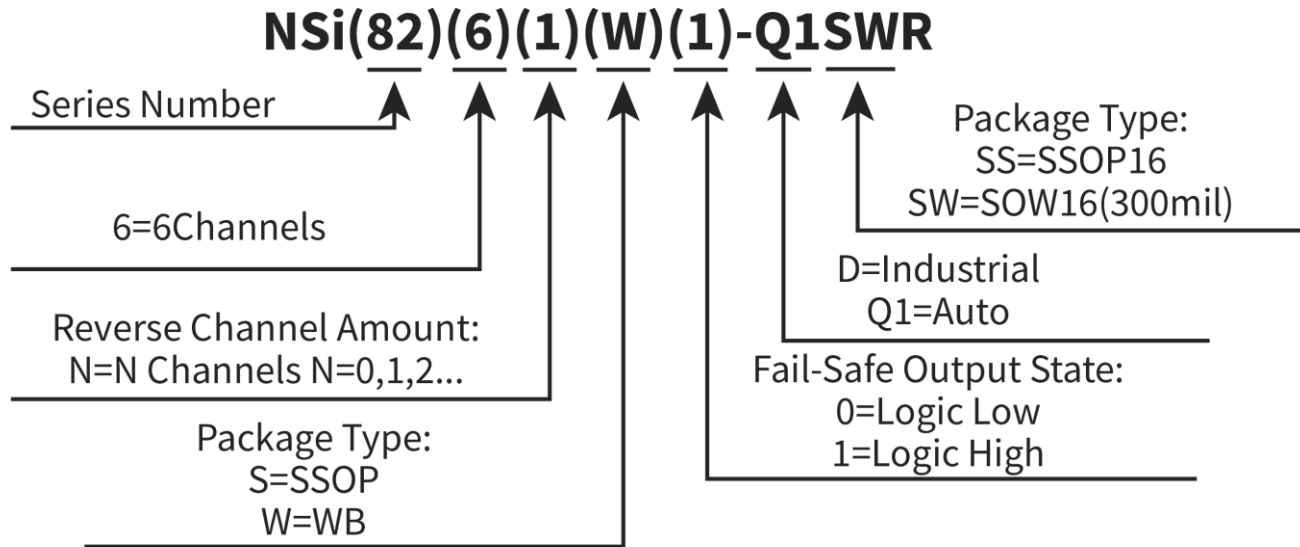 NSi(82)(6)(1)(W)(1)-Q1SWR
Series Number
Package Type:
SS=SSOP16
SW=SOW16(300mil)
6=6Channels
D=Industrial
Q1=Auto
Reverse Channel Amount:
N=N Channels N=0,1,2...
Fail-Safe Output State:
0=Logic Low
1=Logic High
Package Type:
S=SSOP
W=WB